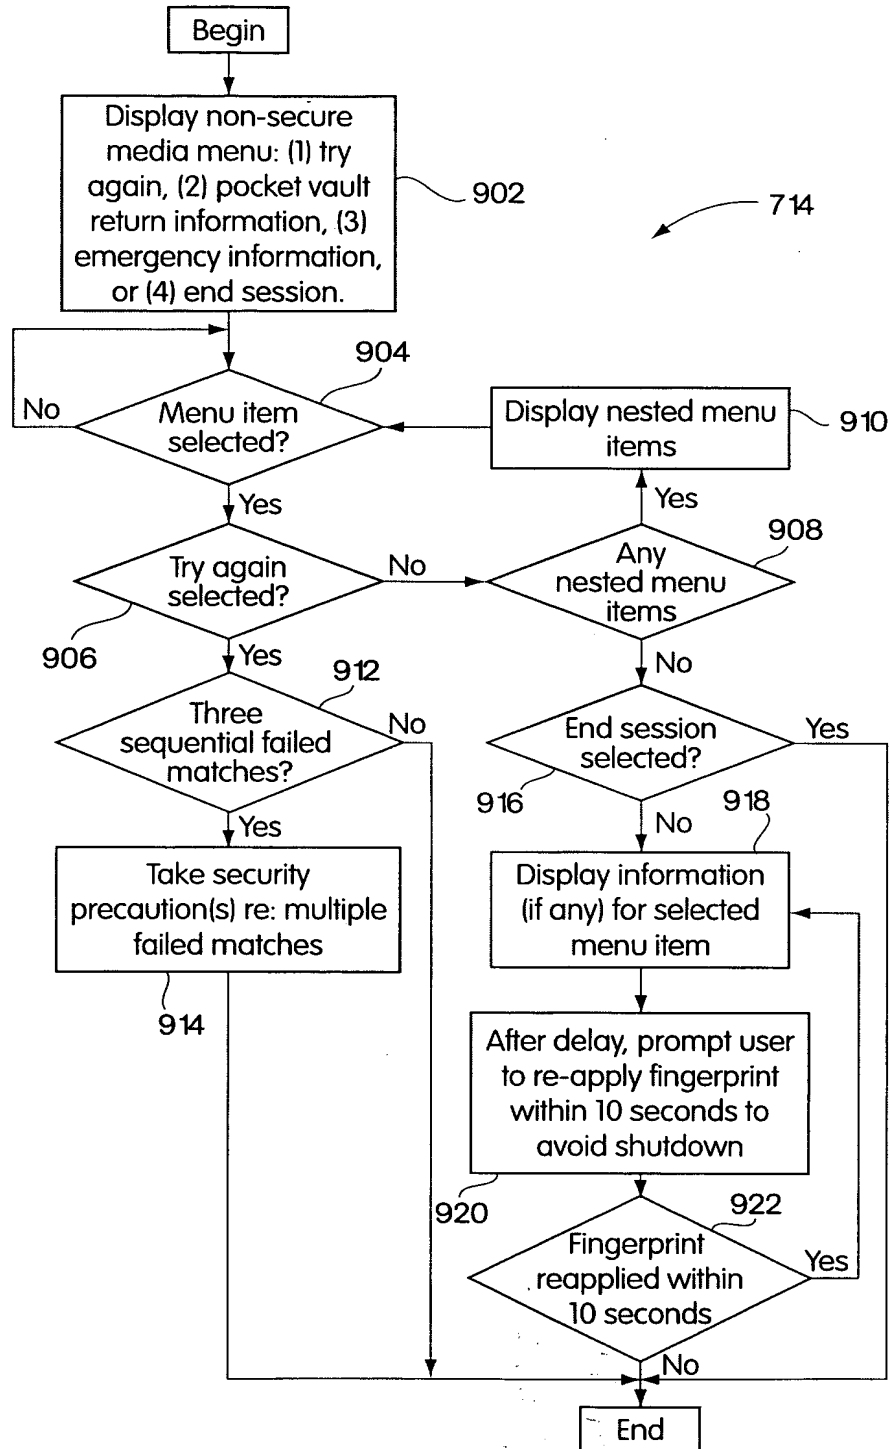 Begin
Display non-secure
media menu: (1) try
again, (2) pocket vault
return information, (3)
emergency information,
or (4) end session.
902
714
904
No
Menu item
selected?
Display nested menu
items
910
Yes
Yes
908
Try again
selected?
No
Any
nested menu
items
906
Yes
No
912
Three
sequential failed
matches?
No
End session
selected?
Yes
916
918
Yes
No
Take security
precaution(s) re: multiple
failed matches
Display information
(if any) for selected
menu item
914
After delay, prompt user
to re-apply fingerprint
within 10 seconds to
avoid shutdown
920
922
Fingerprint
reapplied within
10 seconds
Yes
No
End